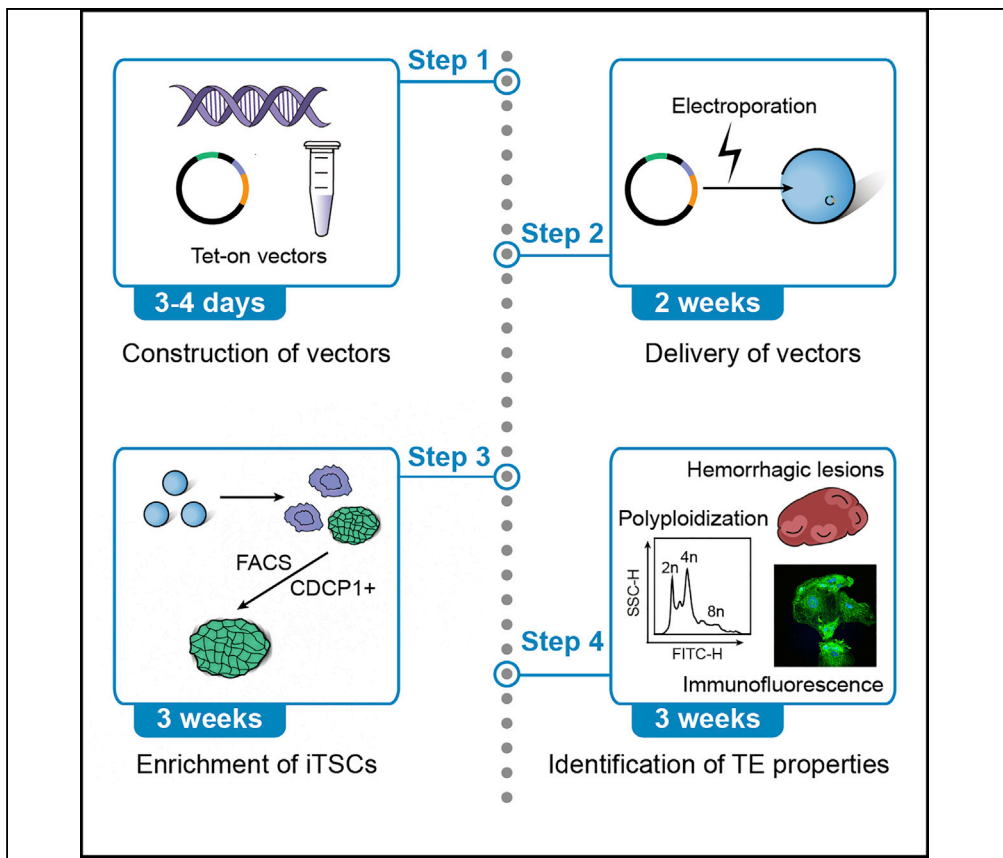 Step 1
Tet-on vectors
3-4 days
Construction of vectors
Electroporation
Step 2
2 weeks
Delivery of vectors
Step 3
FACS
CDCP1+
3 weeks
Enrichment of iTSCs
Hemorrhagic lesions
Polyploidization
2n
4n
8n
SSC-H
FITC-H
Step 4
Immunofluorescence
3 weeks
Identification of TE properties